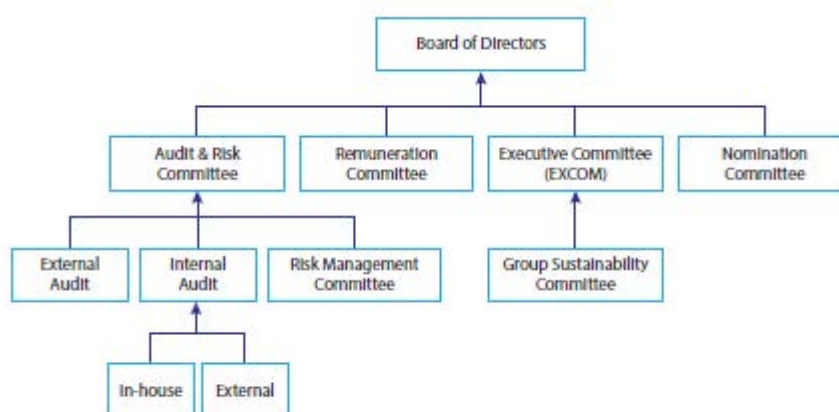 Board of Directors
Audit & Risk
Committee
Remuneration
Committee
Executive Committee
(EXCOM)
Nomination
Committee
External
Audit
Internal
Audit
Risk Management
Committee
Group Sustainability
Committee
In-house
External